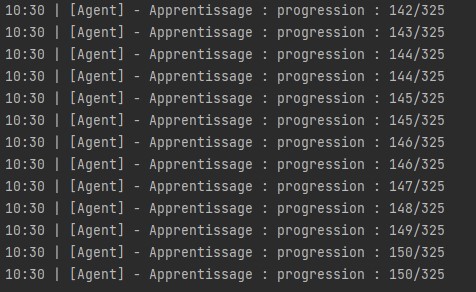 10:30 | [Agent] - Apprentissage : progression : 142/325
10:30 | [Agent] - Apprentissage : progression : 143/325
10:30 | [Agent] - Apprentissage : progression : 144/325
10:30 | [Agent] - Apprentissage : progression : 144/325
10:30 | [Agent] - Apprentissage : progression : 145/325
10:30 | [Agent] - Apprentissage : progression : 145/325
10:30 | [Agent] - Apprentissage : progression : 146/325
10:30 | [Agent] - Apprentissage : progression : 146/325
10:30 | [Agent] - Apprentissage : progression : 147/325
10:30 | [Agent] - Apprentissage : progression : 148/325
10:30 | [Agent] - Apprentissage : progression : 149/325
10:30 | [Agent] - Apprentissage : progression : 150/325
10:30 | [Agent] - Apprentissage : progression : 150/325